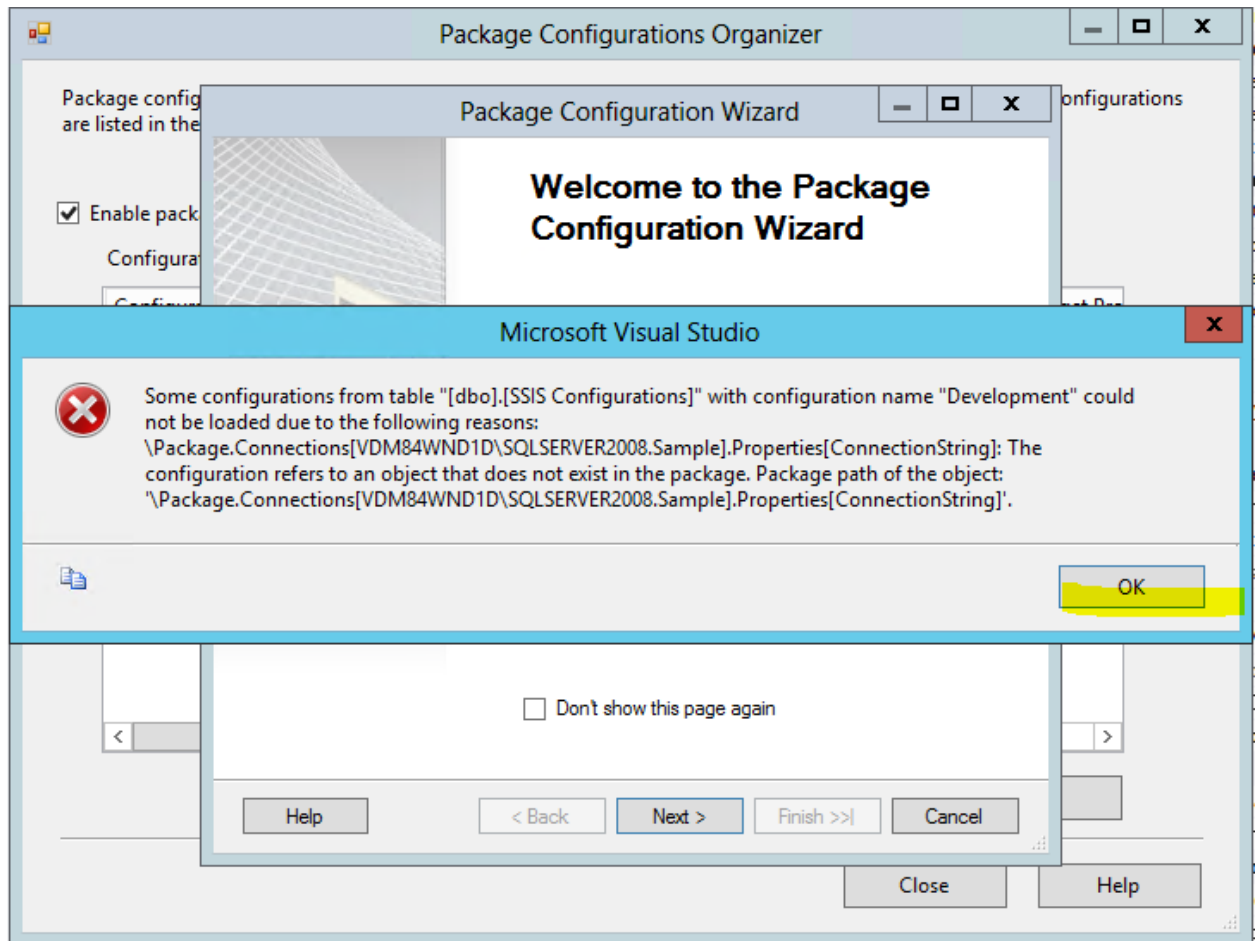 Package Configurations Organizer
Package config
onfigurations
are listed in the
Package Configuration Wizard
Welcome to the Package
Configuration Wizard
Enable pack
Configura
Microsoft Visual Studio
Some configurations from table "[dbo].[SSIS Configurations]" with configuration name "Development" could
not be loaded due to the following reasons:
\Package.Connections[VDM84WND1D\SQLSERVER2008.Sample].Properties[ConnectionString]: The
configuration refers to an object that does not exist in the package. Package path of the object:
'\Package.Connections[VDM84WND1D\SQLSERVER2008.Sample].Properties[ConnectionString]'.
OK
Don't show this page again
Help
< Back
Next >
Finish >>|
Cancel
Close
Help